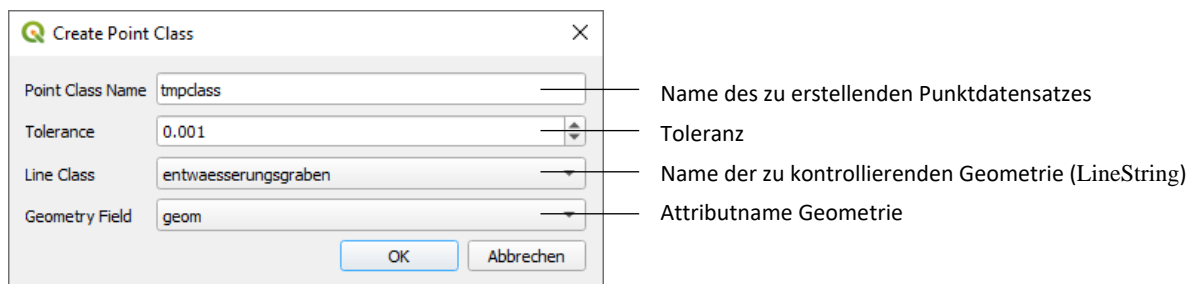 Create Point Class
Point Class Name tmpclass Name des zu erstellenden Punktdatensatzes
Tolerance 0.001 Toleranz
Line Class entwaesserungsgraben Name der zu kontrollierenden Geometrie (LineString)
Geometry Field geom Attributname Geometrie
OK Abbrechen